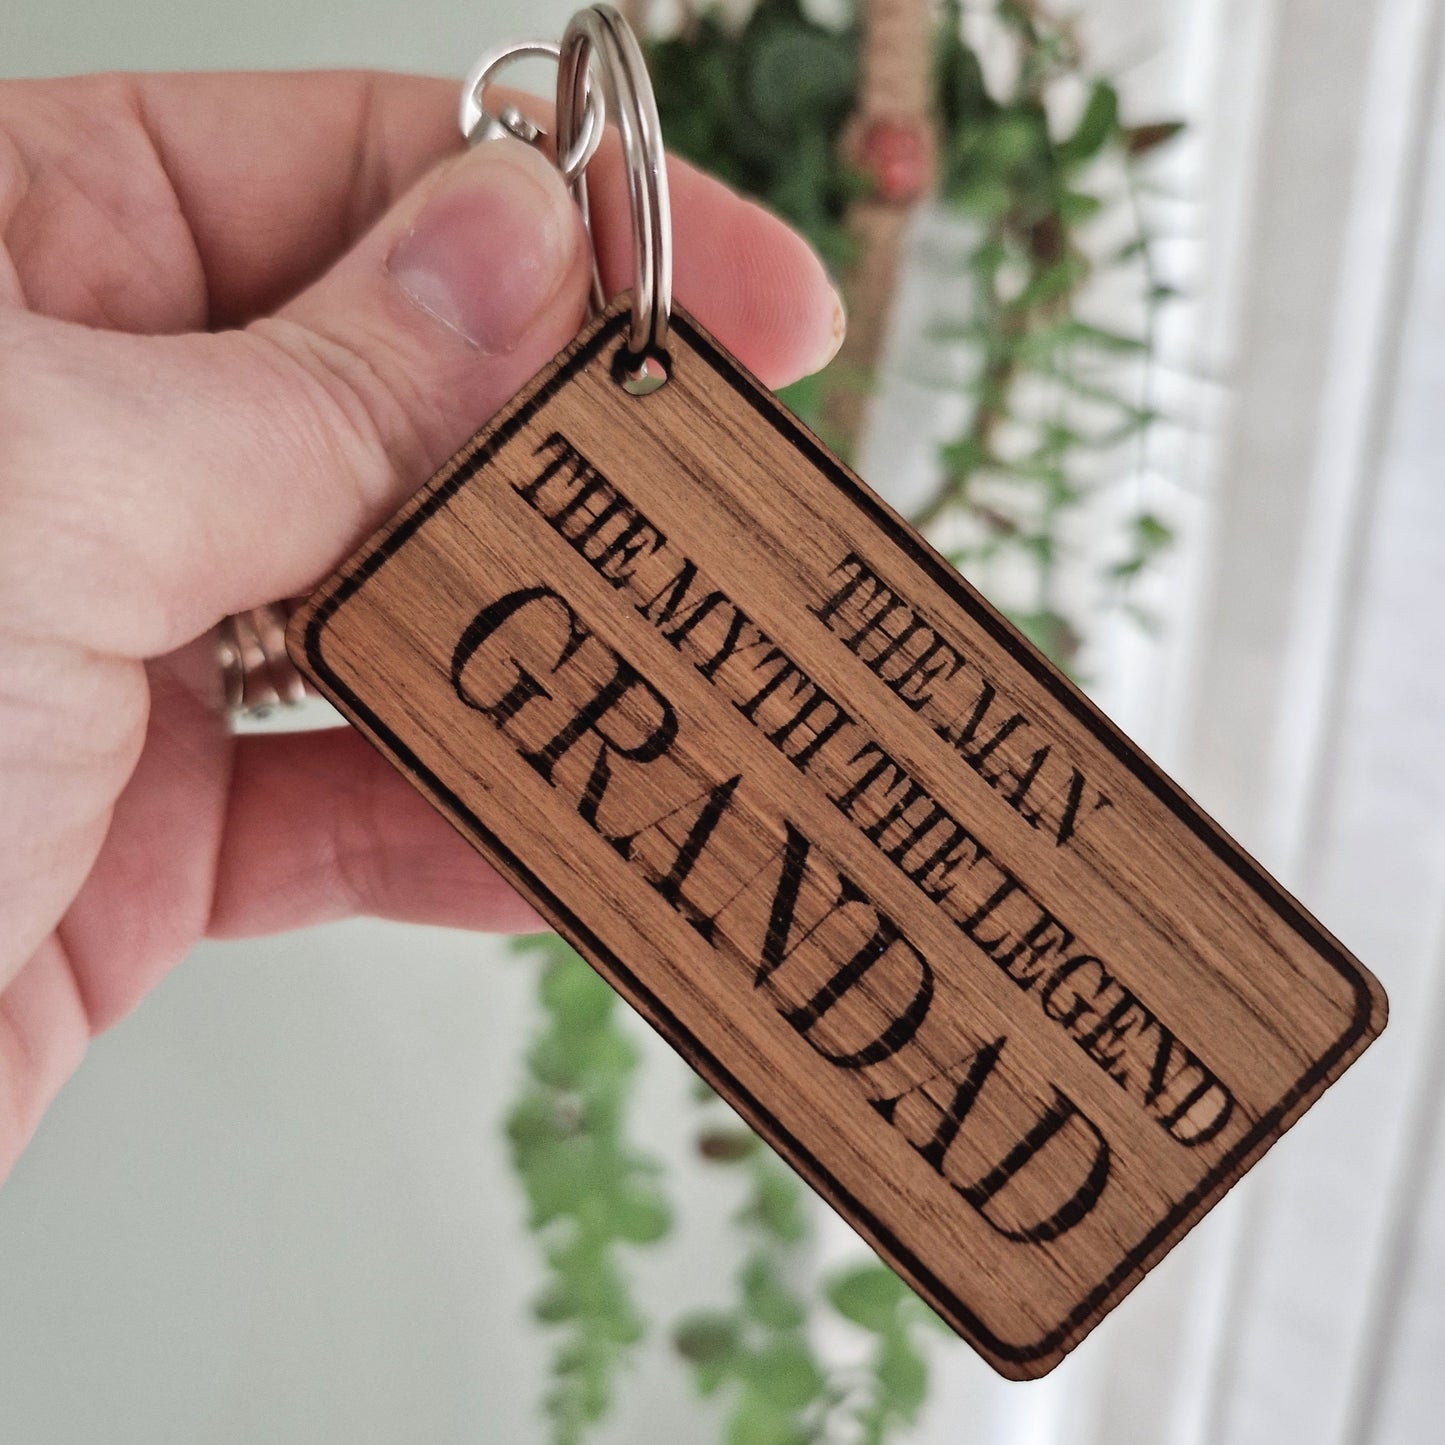 THE MAN
THE MYTH THE LEGEND
GRANDAD